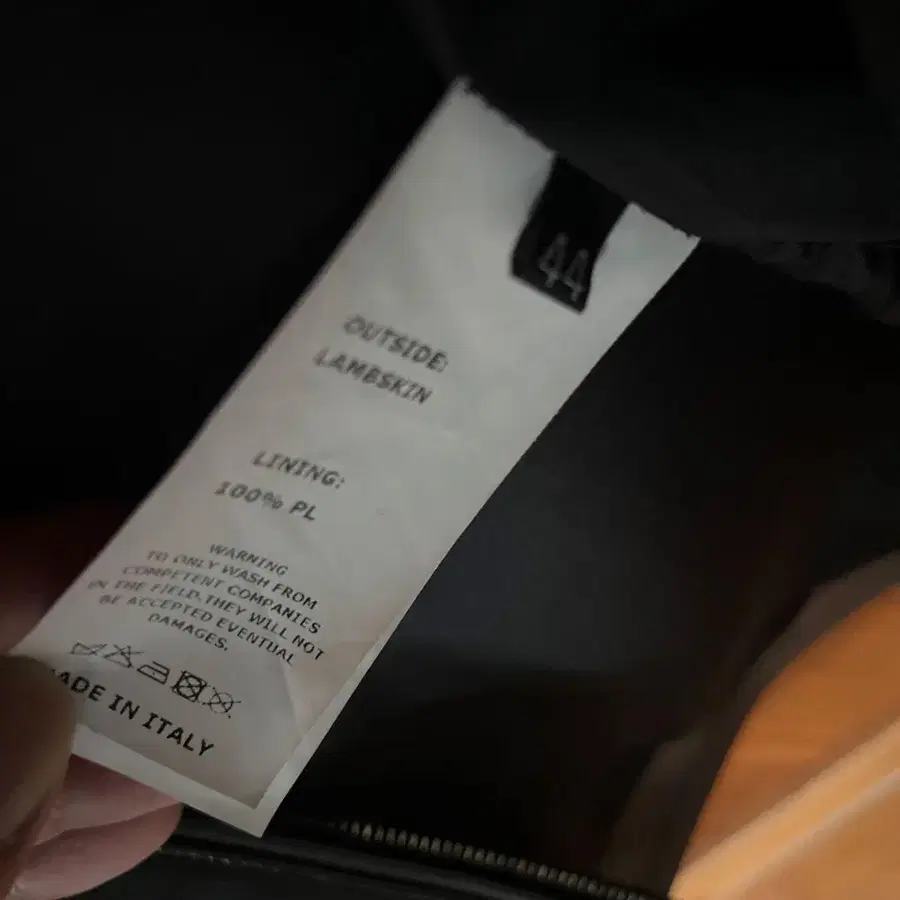 44
OUTSIDE:
LAMBSKIN
LINING:
100% PL
WARNING
TO ONLY WASH FROM
COMPETENT COMPANIES
IN THE FIELD.THEY WILL NOT
BE ACCEPTED EVENTUAL
DAMAGES.
MADE IN ITALY